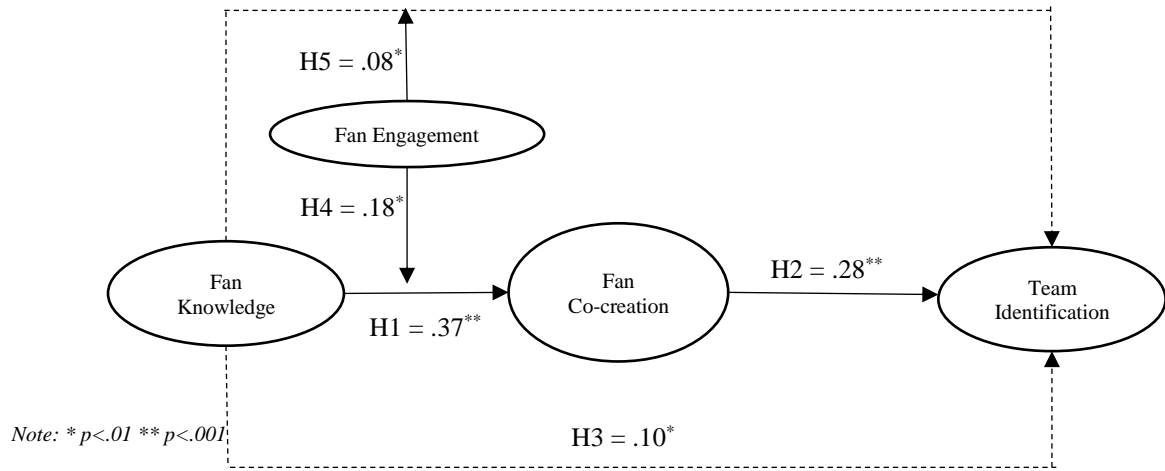 H5 = .08*
Fan Engagement
H4 = .18*
Fan
Knowledge
H1 = .37**
Fan
Co-creation
H2 = .28**
Team
Identification
Note: * p<.01 ** p<.001
H3 = .10*